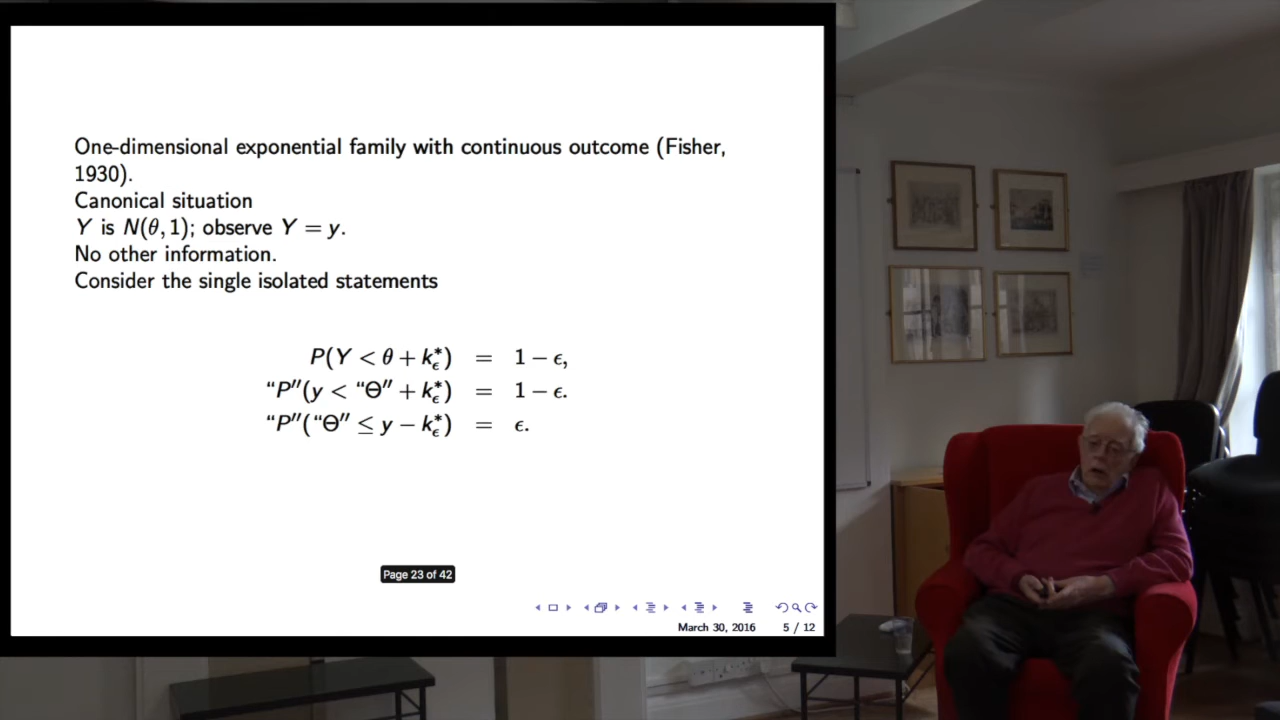 One-dimensional exponential family with continuous outcome (Fisher,
1930).
Canonical situation
Y is N(θ, 1); observe Y = y.
No other information.
Consider the single isolated statements
P(Y < θ + k*_ε) = 1 − ε,
“P”(y < “Θ” + k*_ε) = 1 − ε.
“P”(“Θ” ≤ y − k*_ε) = ε.
Page 23 of 42
March 30, 2016 5 / 12